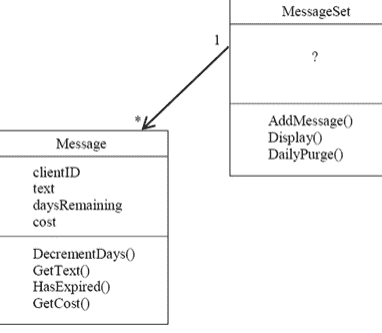 MessageSet
1
?
AddMessage()
Display()
DailyPurge()
*
Message
clientID
text
daysRemaining
cost
DecrementDays()
GetText()
HasExpired()
GetCost()